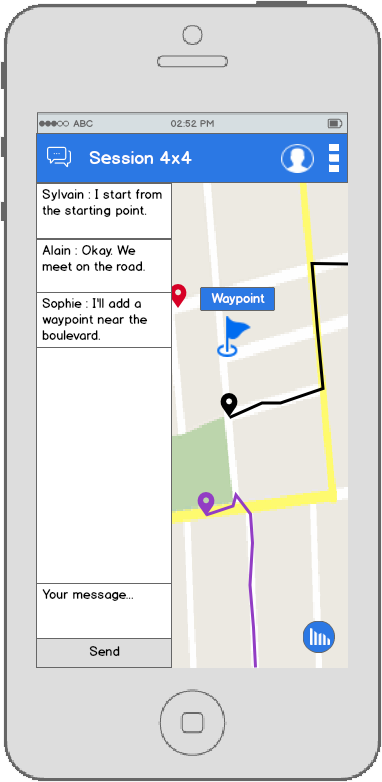 ABC
02:52 PM
Session 4x4
Sylvain : I start from
the starting point.
Alain : Okay. We
meet on the road.
Sophie : I'll add a
waypoint near the
boulevard.
Waypoint
Your message...
Send